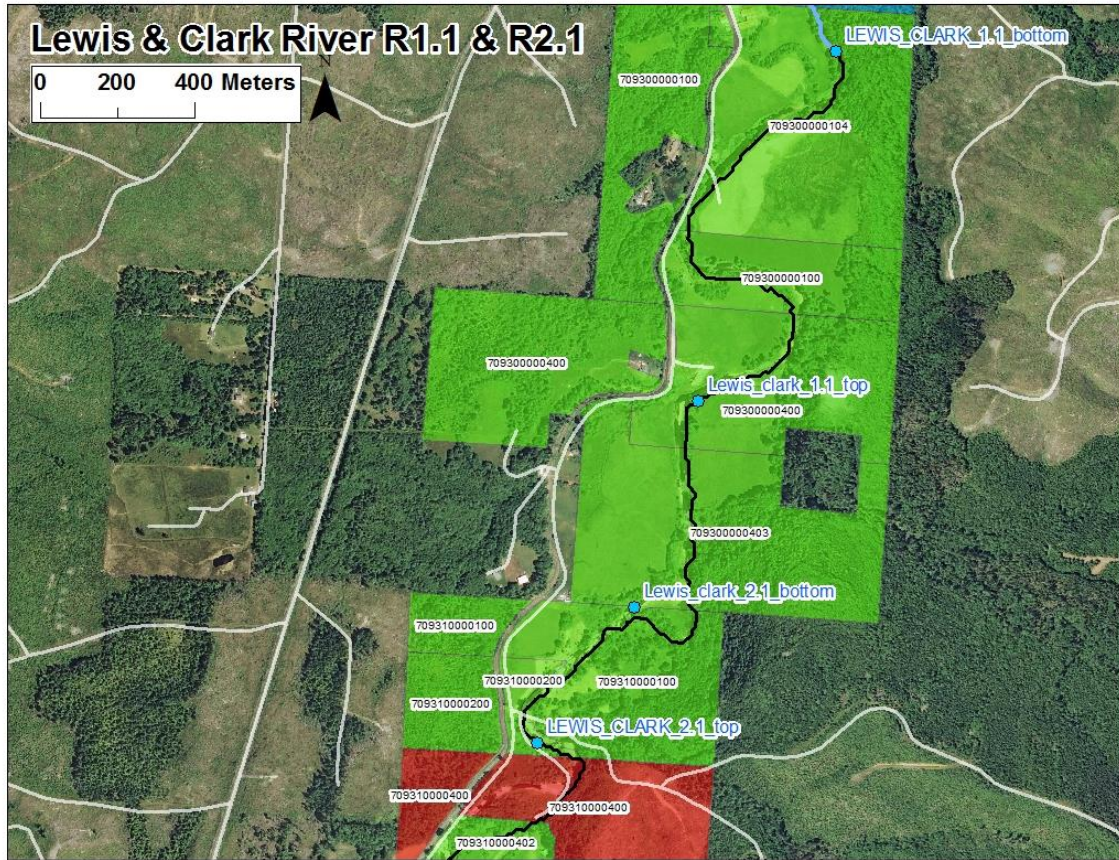 Lewis & Clark River R1.1 & R2.1
0 200 400 Meters
N
LEWIS_CLARK_1.1_bottom
709300000100
709300000104
709300000100
709300000400
Lewis_clark_1.1_top
709300000400
709300000403
Lewis_clark_2.1_bottom
709310000100
709310000200
709310000100
709310000200
LEWIS_CLARK_2.1_top
709310000400
709310000400
709310000402